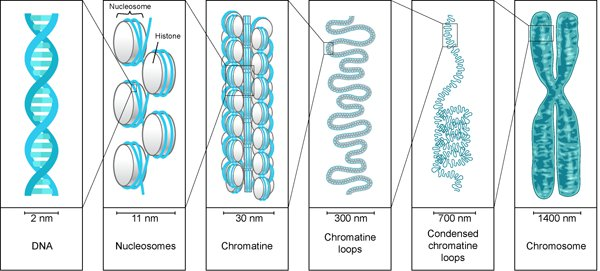 Nucleosome
Histone
2 nm
11 nm
30 nm
300 nm
700 nm
1400 nm
DNA
Nucleosomes
Chromatine
Chromatine
loops
Condensed
chromatine
loops
Chromosome